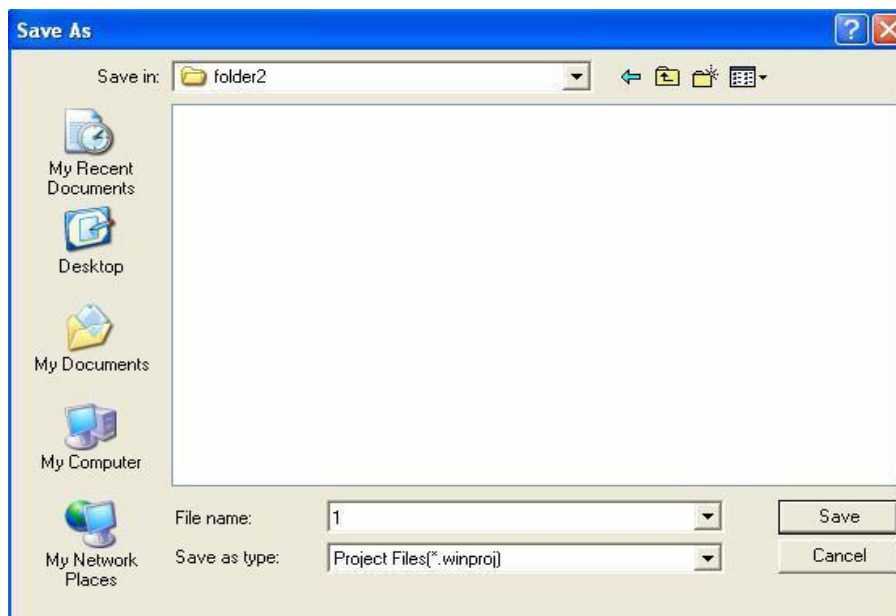 Save As
Save in:
folder2
My Recent
Documents
Desktop
My Documents
My Computer
My Network
Places
File name:
1
Save
Save as type:
Project Files(*.winproj)
Cancel